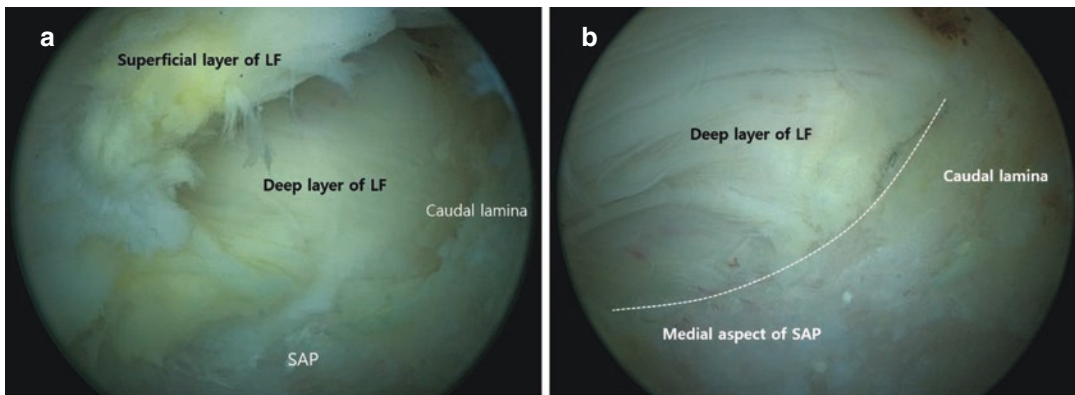 a
Superficial layer of LF
Deep layer of LF
Caudal lamina
SAP
b
Deep layer of LF
Caudal lamina
Medial aspect of SAP